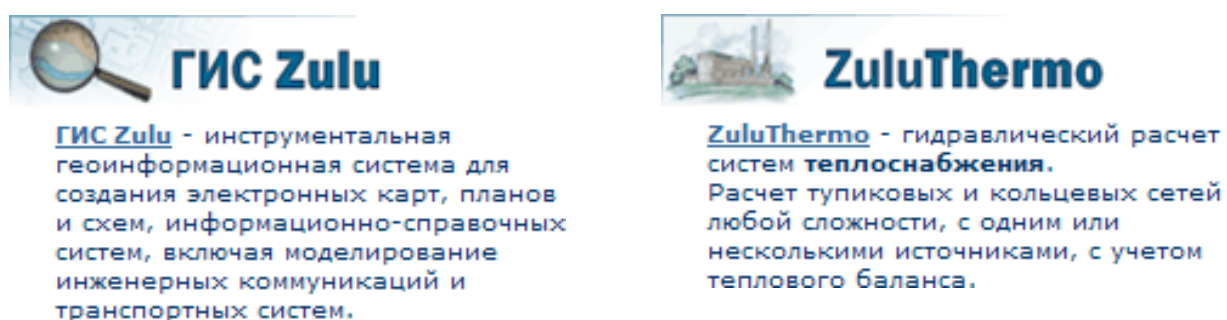 ГИС Zulu
ГИС Zulu - инструментальная
геоинформационная система для
создания электронных карт, планов
и схем, информационно-справочных
систем, включая моделирование
инженерных коммуникаций и
транспортных систем.
ZuluThermo
ZuluThermo - гидравлический расчет
систем теплоснабжения.
Расчет тупиковых и кольцевых сетей
любой сложности, с одним или
несколькими источниками, с учетом
теплового баланса.